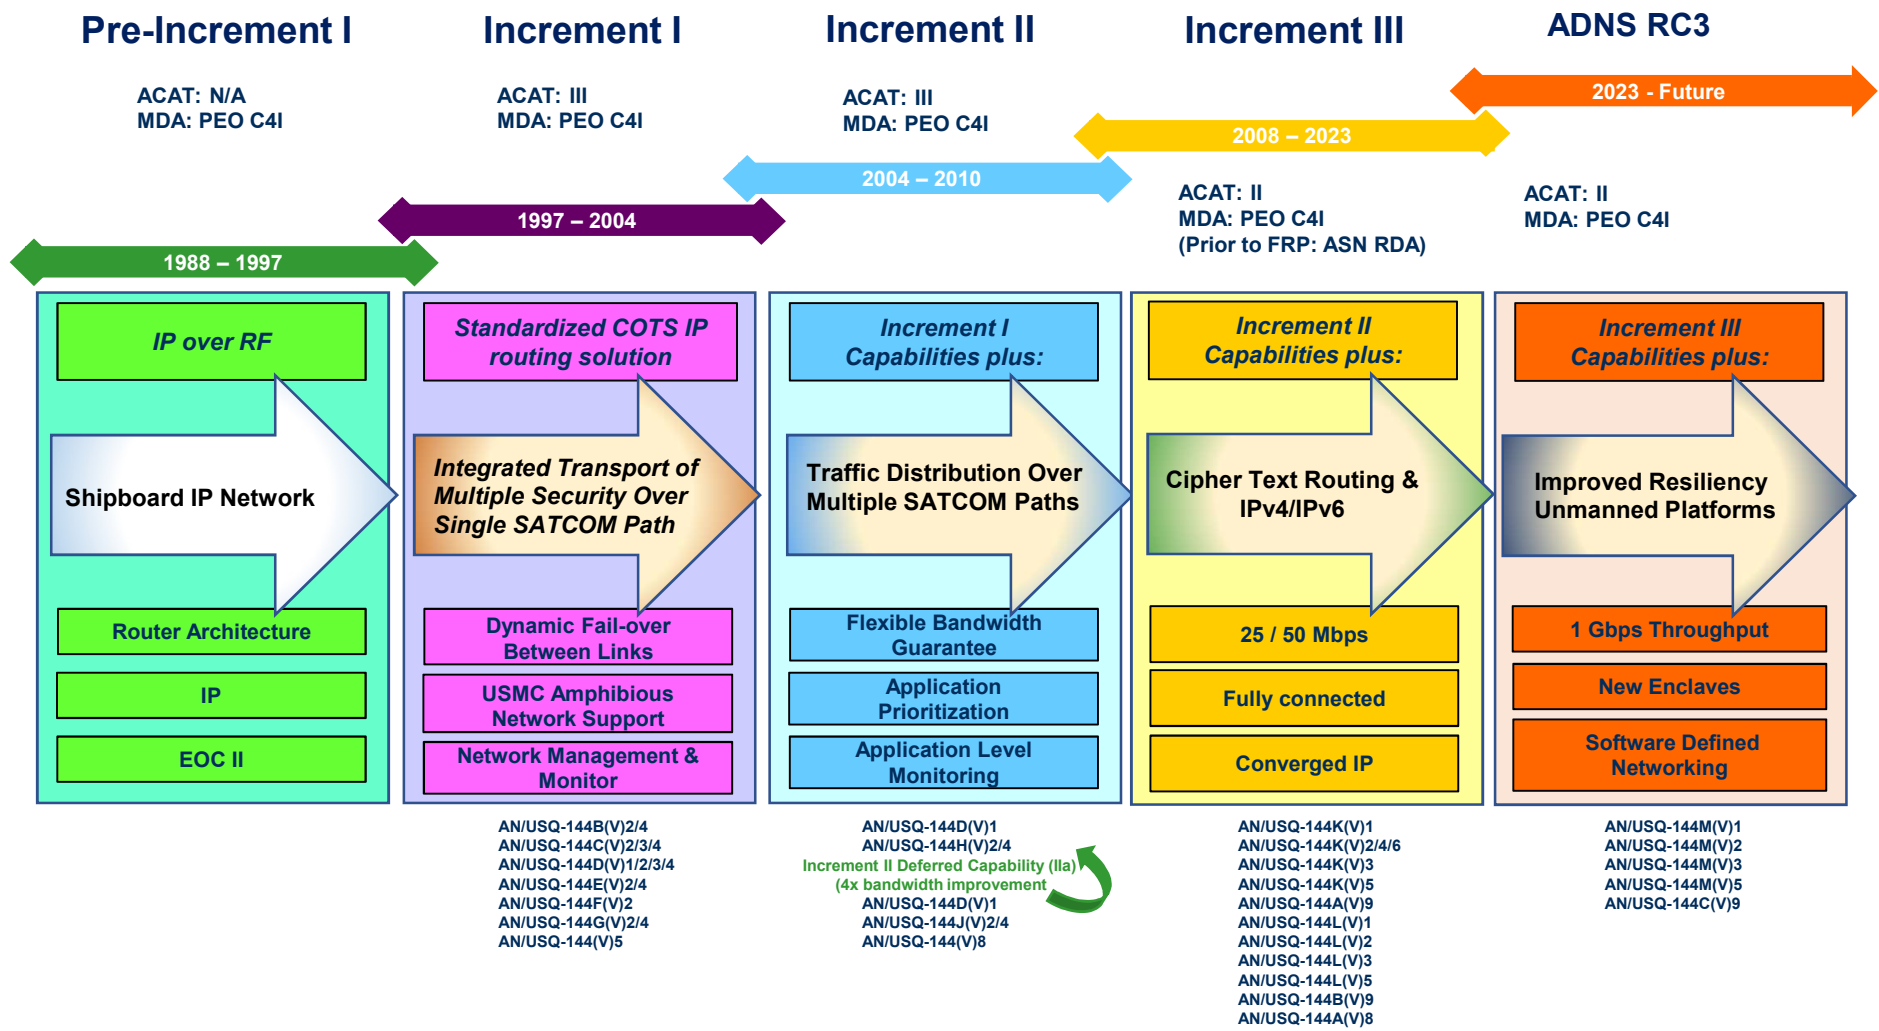 Pre-Increment I
ACAT: N/A
MDA: PEO C4I
1988 – 1997
IP over RF
Shipboard IP Network
Router Architecture
IP
EOC II
Increment I
ACAT: III
MDA: PEO C4I
1997 – 2004
Standardized COTS IP
routing solution
Integrated Transport of
Multiple Security Over
Single SATCOM Path
Dynamic Fail-over
Between Links
USMC Amphibious
Network Support
Network Management &
Monitor
AN/USQ-144B(V)2/4
AN/USQ-144C(V)2/3/4
AN/USQ-144D(V)1/2/3/4
AN/USQ-144E(V)2/4
AN/USQ-144F(V)2
AN/USQ-144G(V)2/4
AN/USQ-144(V)5
Increment II
ACAT: III
MDA: PEO C4I
2004 – 2010
Increment I
Capabilities plus:
Traffic Distribution Over
Multiple SATCOM Paths
Flexible Bandwidth
Guarantee
Application
Prioritization
Application Level
Monitoring
AN/USQ-144D(V)1
AN/USQ-144H(V)2/4
Increment II Deferred Capability (IIa)
(4x bandwidth improvement
AN/USQ-144D(V)1
AN/USQ-144J(V)2/4
AN/USQ-144(V)8
Increment III
2008 – 2023
ACAT: II
MDA: PEO C4I
(Prior to FRP: ASN RDA)
Increment II
Capabilities plus:
Cipher Text Routing &
IPv4/IPv6
25 / 50 Mbps
Fully connected
Converged IP
AN/USQ-144K(V)1
AN/USQ-144K(V)2/4/6
AN/USQ-144K(V)3
AN/USQ-144K(V)5
AN/USQ-144A(V)9
AN/USQ-144L(V)1
AN/USQ-144L(V)2
AN/USQ-144L(V)3
AN/USQ-144L(V)5
AN/USQ-144B(V)9
AN/USQ-144A(V)8
ADNS RC3
2023 - Future
ACAT: II
MDA: PEO C4I
Increment III
Capabilities plus:
Improved Resiliency
Unmanned Platforms
1 Gbps Throughput
New Enclaves
Software Defined
Networking
AN/USQ-144M(V)1
AN/USQ-144M(V)2
AN/USQ-144M(V)3
AN/USQ-144M(V)5
AN/USQ-144C(V)9